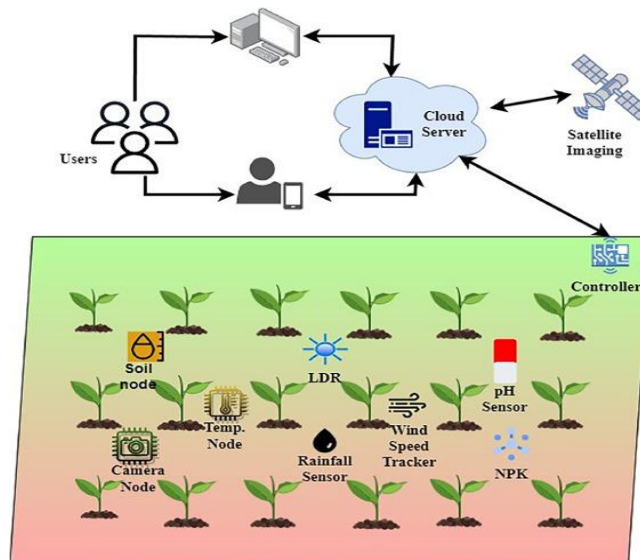 Cloud
Server
Satellite
Imaging
Users
Controller
Soil
node
LDR
pH
Sensor
Temp.
Node
Wind
Speed
Tracker
Camera
Node
Rainfall
Sensor
NPK